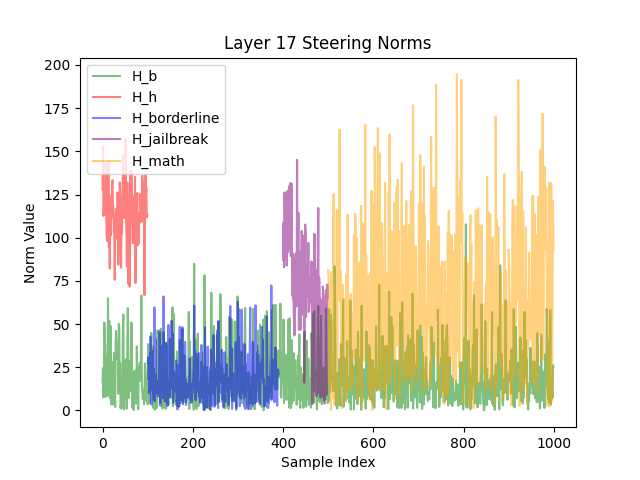 Layer 17 Steering Norms
200
175
150
125
100
75
50
25
0
Norm Value
H_b
H_h
H_borderline
H_jailbreak
H_math
0 200 400 600 800 1000
Sample Index